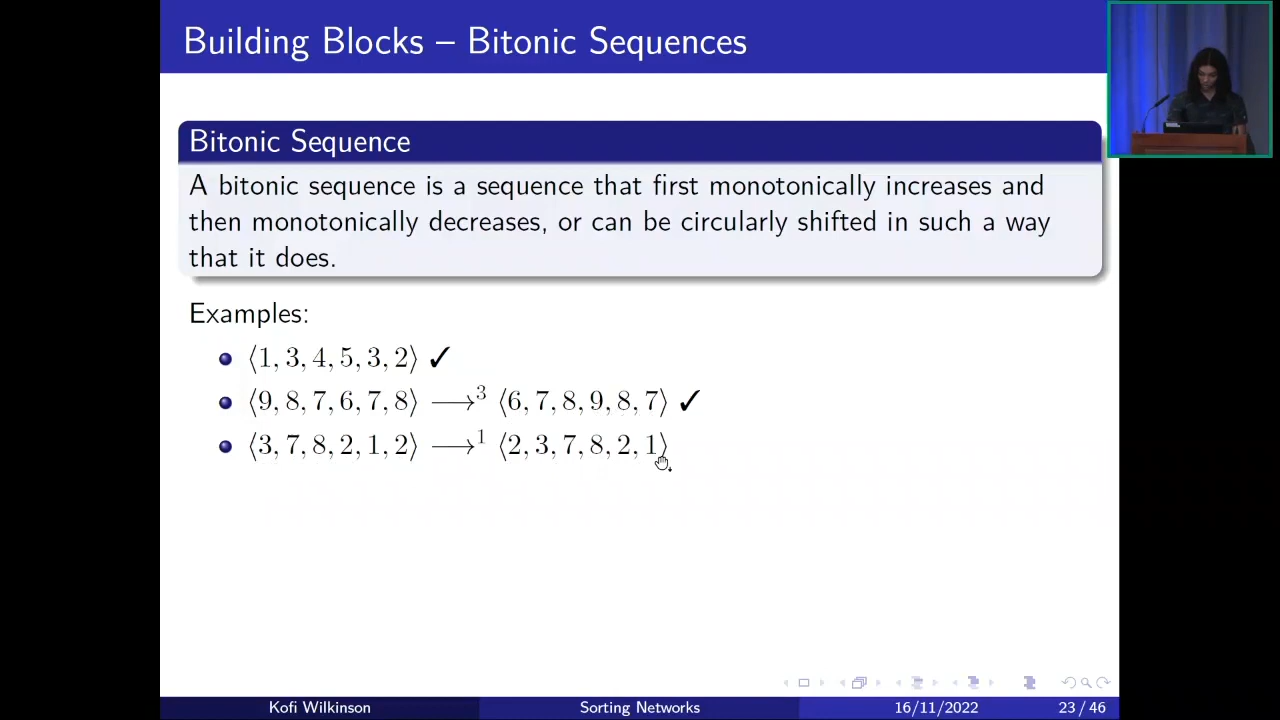 Building Blocks – Bitonic Sequences
Bitonic Sequence
A bitonic sequence is a sequence that first monotonically increases and
then monotonically decreases, or can be circularly shifted in such a way
that it does.
Examples:
⟨1, 3, 4, 5, 3, 2⟩ ✓
⟨9, 8, 7, 6, 7, 8⟩ ⟶³ ⟨6, 7, 8, 9, 8, 7⟩ ✓
⟨3, 7, 8, 2, 1, 2⟩ ⟶¹ ⟨2, 3, 7, 8, 2, 1⟩
Kofi Wilkinson Sorting Networks 16/11/2022 23 / 46